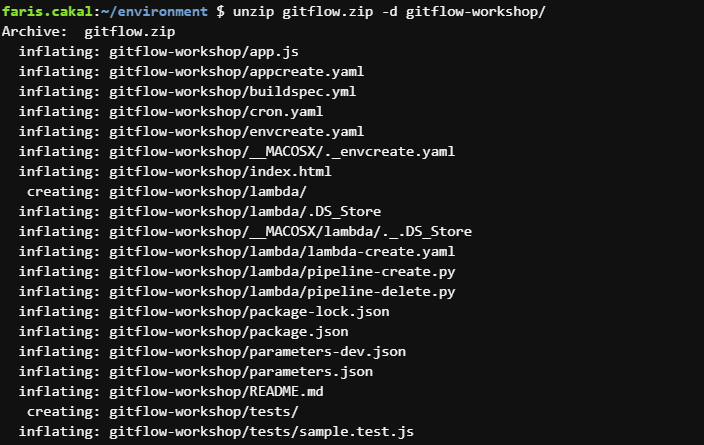 faris.cakal:~/environment $ unzip gitflow.zip -d gitflow-workshop/
Archive:  gitflow.zip
  inflating: gitflow-workshop/app.js
  inflating: gitflow-workshop/appcreate.yaml
  inflating: gitflow-workshop/buildspec.yml
  inflating: gitflow-workshop/cron.yaml
  inflating: gitflow-workshop/envcreate.yaml
  inflating: gitflow-workshop/__MACOSX/._envcreate.yaml
  inflating: gitflow-workshop/index.html
   creating: gitflow-workshop/lambda/
  inflating: gitflow-workshop/lambda/.DS_Store
  inflating: gitflow-workshop/__MACOSX/lambda/._.DS_Store
  inflating: gitflow-workshop/lambda/lambda-create.yaml
  inflating: gitflow-workshop/lambda/pipeline-create.py
  inflating: gitflow-workshop/lambda/pipeline-delete.py
  inflating: gitflow-workshop/package-lock.json
  inflating: gitflow-workshop/package.json
  inflating: gitflow-workshop/parameters-dev.json
  inflating: gitflow-workshop/parameters.json
  inflating: gitflow-workshop/README.md
   creating: gitflow-workshop/tests/
  inflating: gitflow-workshop/tests/sample.test.js